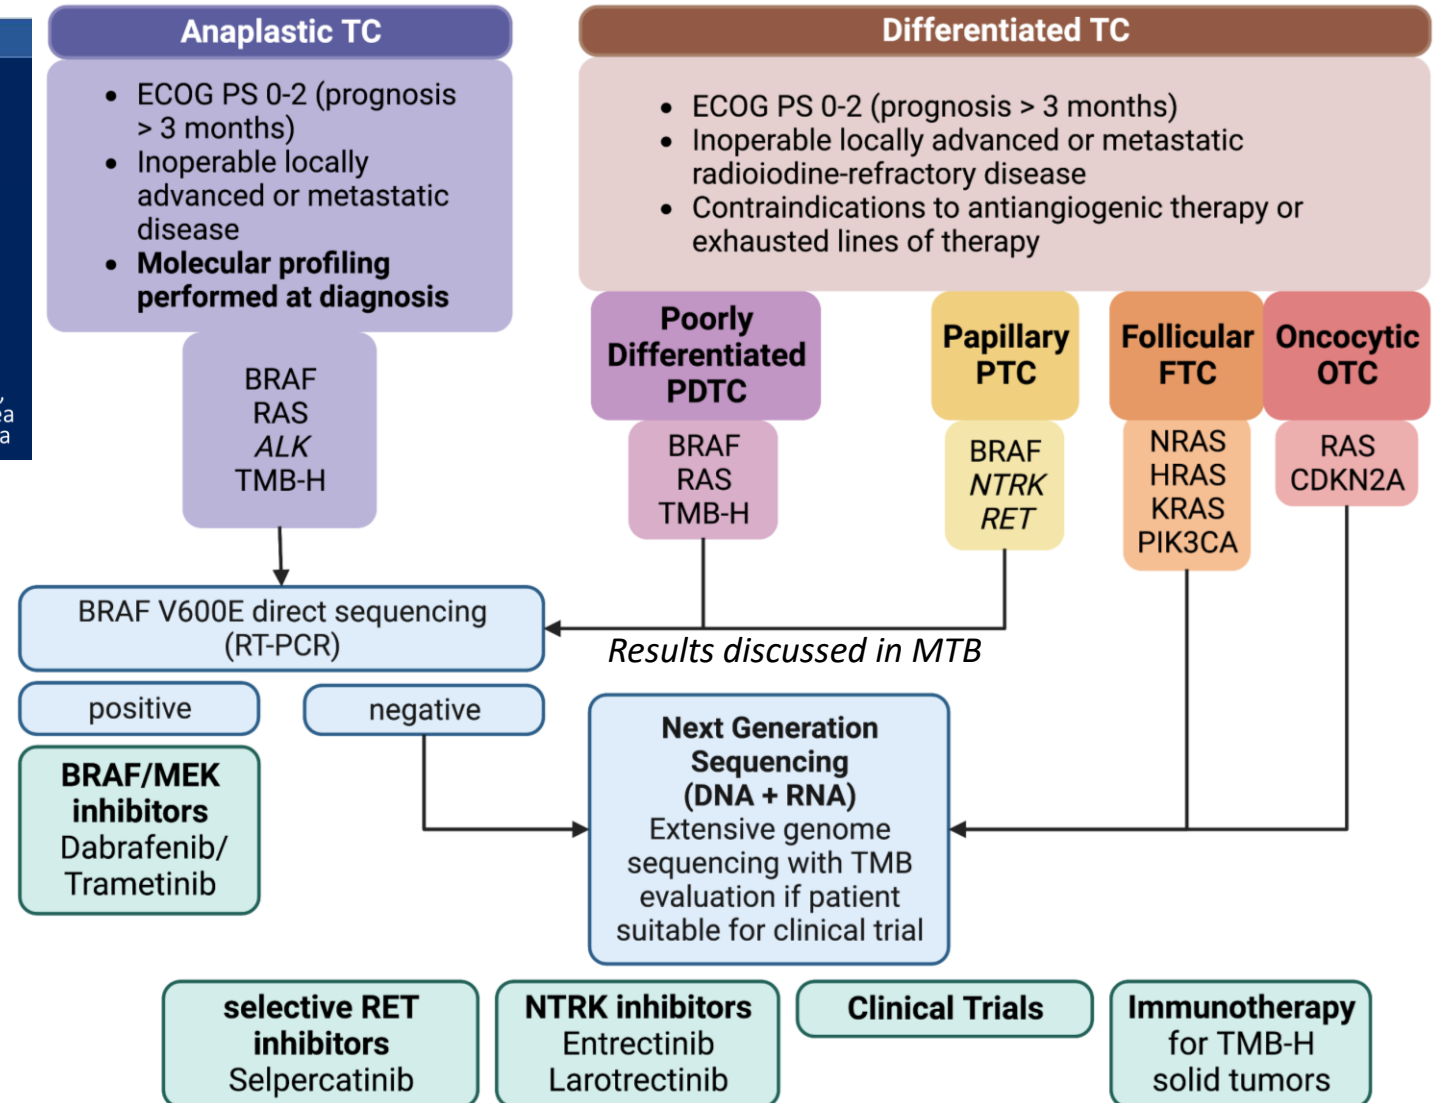 Anaplastic TC
• ECOG PS 0-2 (prognosis
> 3 months)
• Inoperable locally
advanced or metastatic
disease
• Molecular profiling
performed at diagnosis
BRAF
RAS
ALK
TMB-H
Differentiated TC
• ECOG PS 0-2 (prognosis > 3 months)
• Inoperable locally advanced or metastatic
radioiodine-refractory disease
• Contraindications to antiangiogenic therapy or
exhausted lines of therapy
Poorly
Differentiated
PDTC
BRAF
RAS
TMB-H
Papillary
PTC
BRAF
NTRK
RET
Follicular
FTC
NRAS
HRAS
KRAS
PIK3CA
Oncocytic
OTC
RAS
CDKN2A
BRAF V600E direct sequencing
(RT-PCR)
Results discussed in MTB
positive
negative
BRAF/MEK
inhibitors
Dabrafenib/
Trametinib
Next Generation
Sequencing
(DNA + RNA)
Extensive genome
sequencing with TMB
evaluation if patient
suitable for clinical trial
selective RET
inhibitors
Selpercatinib
NTRK inhibitors
Entrectinib
Larotrectinib
Clinical Trials
Immunotherapy
for TMB-H
solid tumors